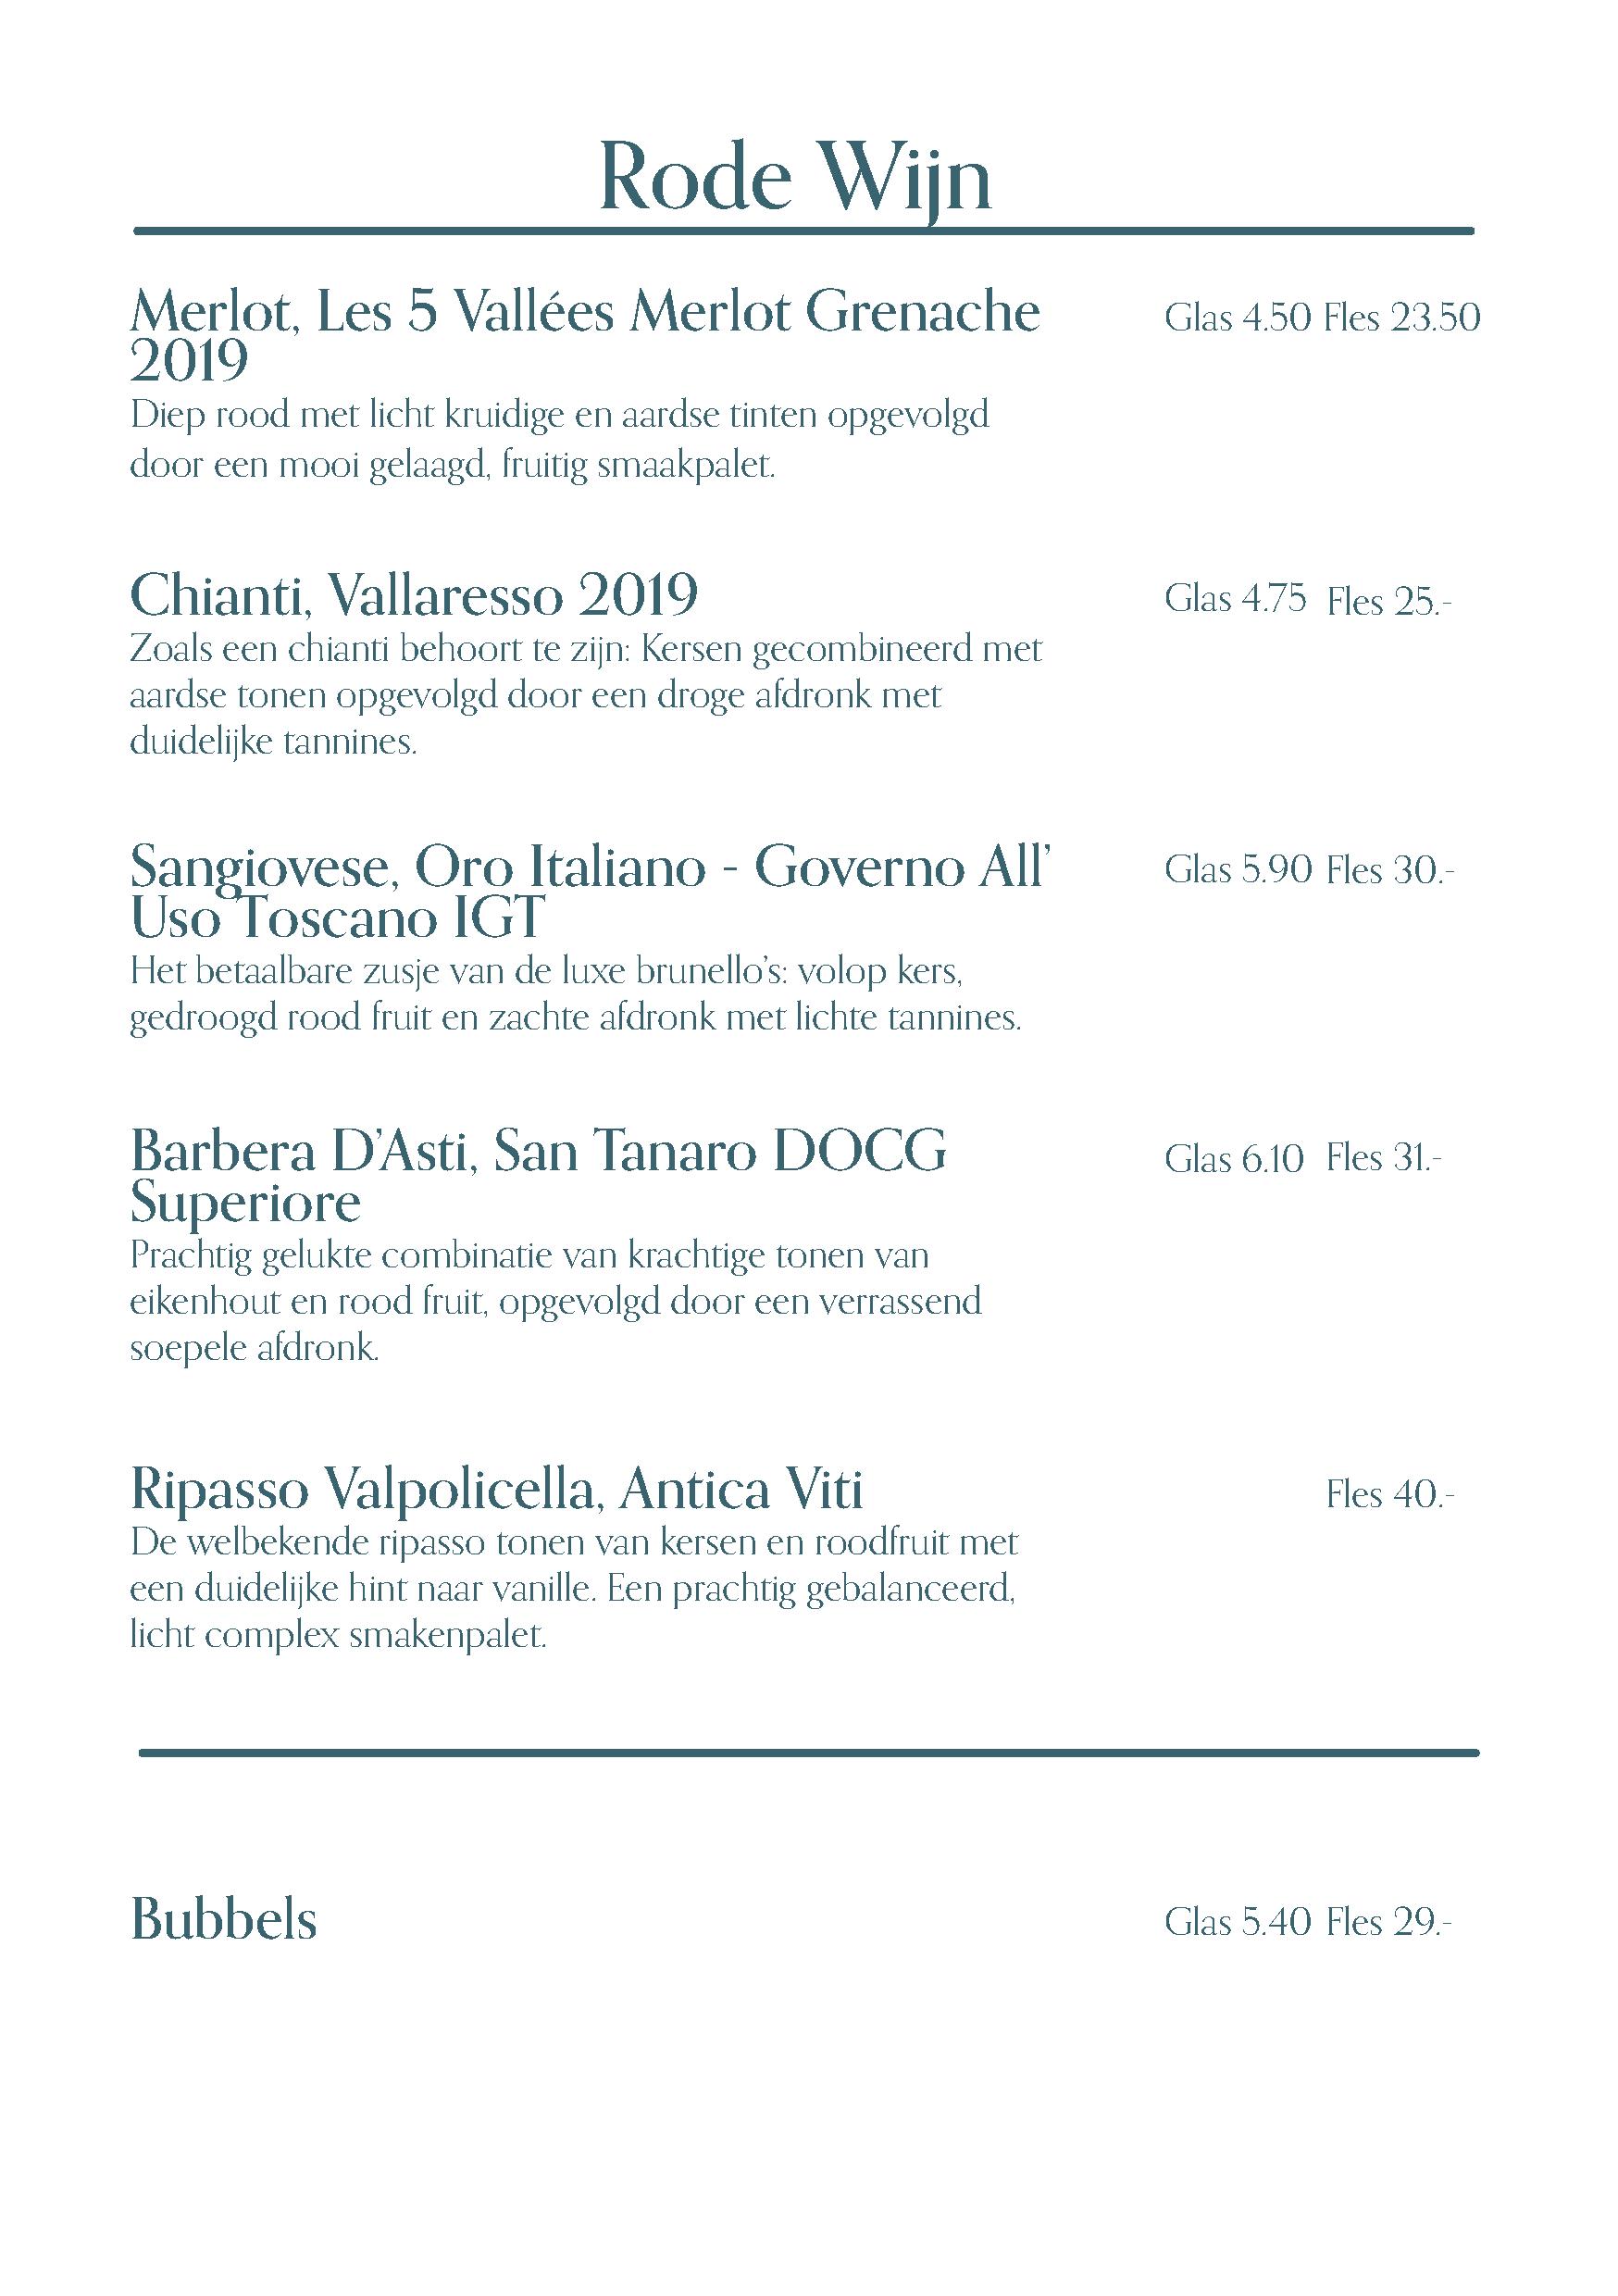 Rode Wijn
Merlot, Les 5 Vallées Merlot Grenache Glas 4.50 Fles 23.50
2019
Diep rood met licht kruidige en aardse tinten opgevolgd
door een mooi gelaagd, fruitig smaakpalet.
Chianti, Vallaresso 2019 Glas 4.75 Fles 25.-
Zoals een chianti behoort te zijn: Kersen gecombineerd met
aardse tonen opgevolgd door een droge afdronk met
duidelijke tannines.
Sangiovese, Oro Italiano - Governo All’ Glas 5.90 Fles 30.-
Uso Toscano IGT
Het betaalbare zusje van de luxe brunello’s: volop kers,
gedroogd rood fruit en zachte afdronk met lichte tannines.
Barbera D’Asti, San Tanaro DOCG Glas 6.10 Fles 31.-
Superiore
Prachtig gelukte combinatie van krachtige tonen van
eikenhout en rood fruit, opgevolgd door een verrassend
soepele afdronk.
Ripasso Valpolicella, Antica Viti Fles 40.-
De welbekende ripasso tonen van kersen en roodfruit met
een duidelijke hint naar vanille. Een prachtig gebalanceerd,
licht complex smakenpalet.
Bubbels Glas 5.40 Fles 29.-